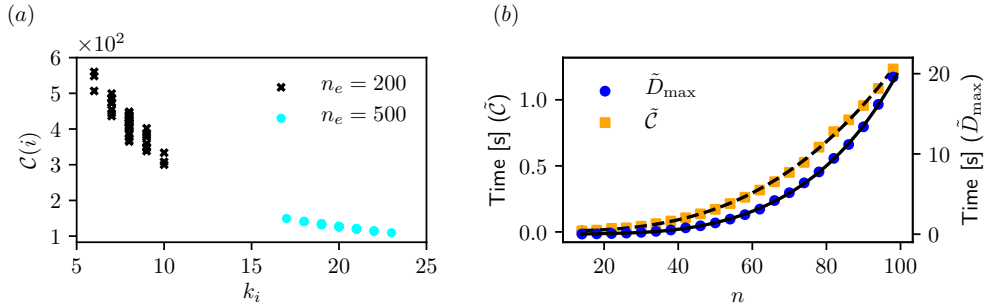 (a)
×10²
6
5
4
3
2
1
C(i)
5 10 15 20 25
k_i
n_e = 200
n_e = 500
(b)
1.0
0.5
0.0
Time [s] (C̃)
D̃_max
C̃
20
10
0
Time [s] (D̃_max)
20 40 60 80 100
n